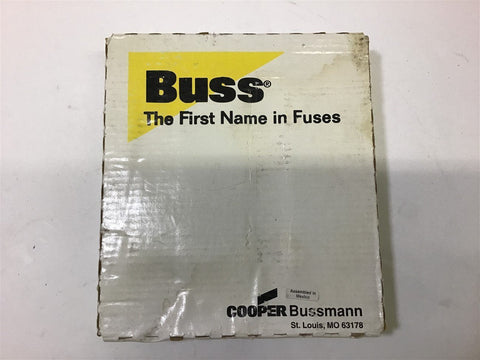 Buss®
The First Name in Fuses
Assembled in
Mexico
COOPER Bussmann
St. Louis, MO 63178